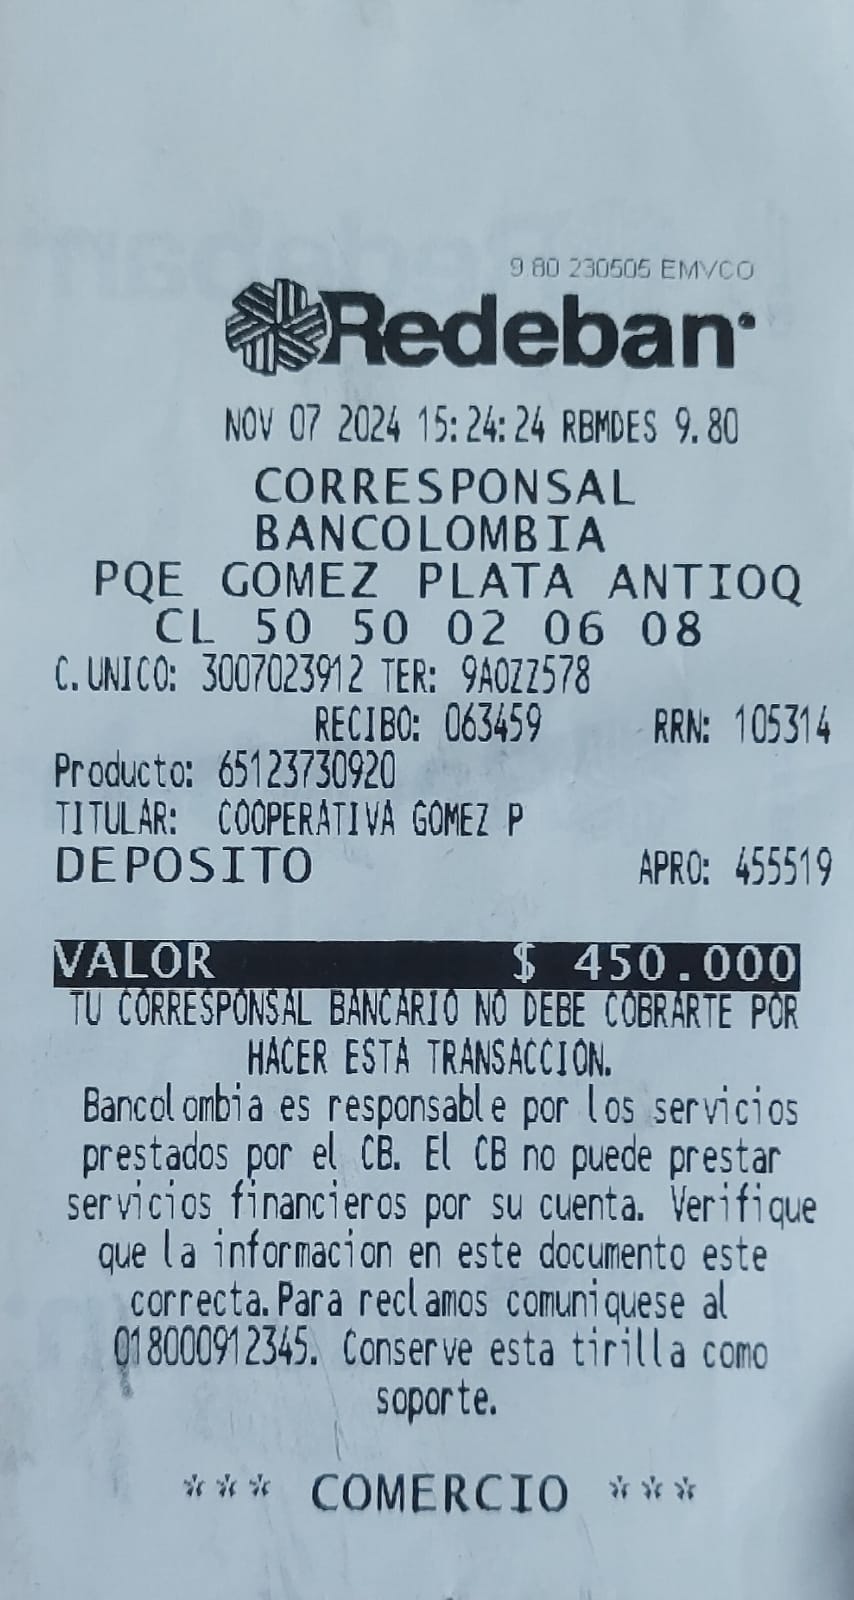 9.80 230505 EMVCO
Redeban
NOV 07 2024 15:24:24 RBMDES 9.80
CORRESPONSAL
BANCOLOMBIA
PQE GOMEZ PLATA ANTIOQ
CL 50 50 02 06 08
C.UNICO: 3007023912 TER: 9AOZZ578
RECIBO: 063459 RRN: 105314
Producto: 65123730920
TITULAR: COOPERATIVA GOMEZ P
DEPOSITO APRO: 455519
VALOR $ 450.000
TU CORRESPONSAL BANCARIO NO DEBE COBRARTE POR
HACER ESTA TRANSACCION.
Bancolombia es responsable por los servicios
prestados por el CB. El CB no puede prestar
servicios financieros por su cuenta. Verifique
que la informacion en este documento este
correcta.Para reclamos comuniquese al
018000912345. Conserve esta tirilla como
soporte.
*** COMERCIO ***